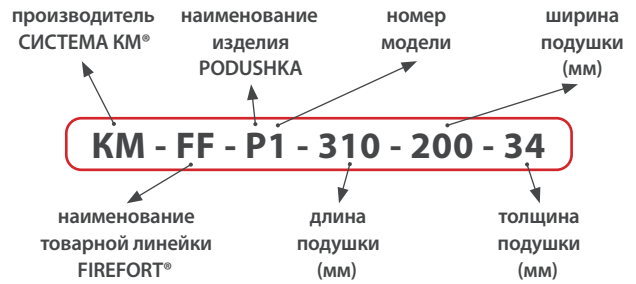 производитель
СИСТЕМА КМ®
наименование
изделия
PODUSHKA
номер
модели
ширина
подушки
(мм)
КМ - FF - P1 - 310 - 200 - 34
наименование
товарной линейки
FIREFORT®
длина
подушки
(мм)
толщина
подушки
(мм)